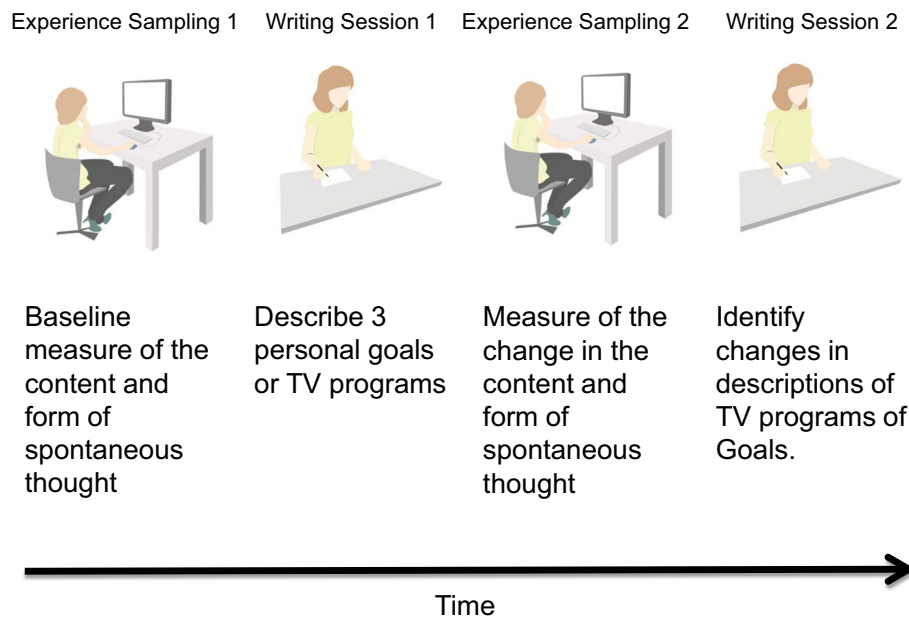 Experience Sampling 1
Writing Session 1
Experience Sampling 2
Writing Session 2
Baseline
measure of the
content and
form of
spontaneous
thought
Describe 3
personal goals
or TV programs
Measure of the
change in the
content and
form of
spontaneous
thought
Identify
changes in
descriptions of
TV programs of
Goals.
Time